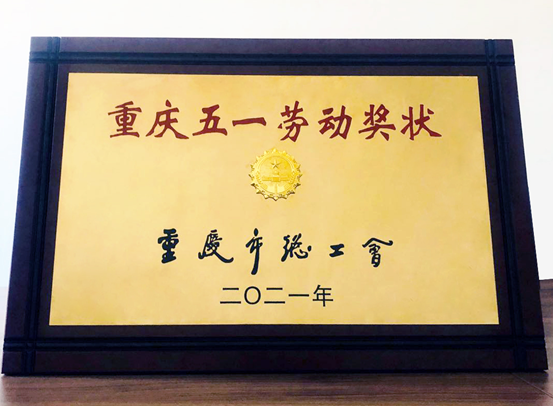 重庆五一劳动奖状
重慶市總工會
二〇二一年